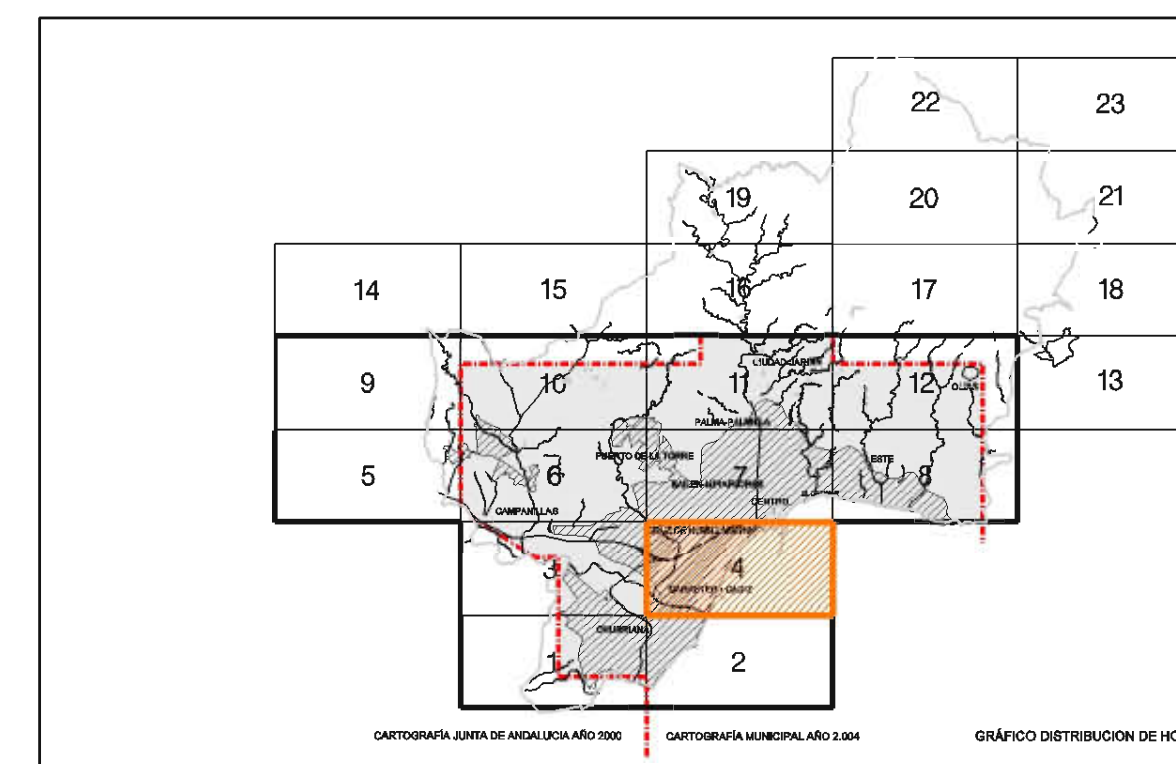 22 23
19 20 21
14 15 16 17 18
CIUDAD JARDIN
9 10 11 12 13
OLIAS
PALMA-PALMILLA
PUERTO DE LA TORRE ESTE
5 6 7 8
CENTRO
CAMPANILLAS
3 4
CHURRIANA
1 2
CARTOGRAFÍA JUNTA DE ANDALUCIA AÑO 2000 CARTOGRAFÍA MUNICIPAL AÑO 2.004 GRÁFICO DISTRIBUCION DE HO